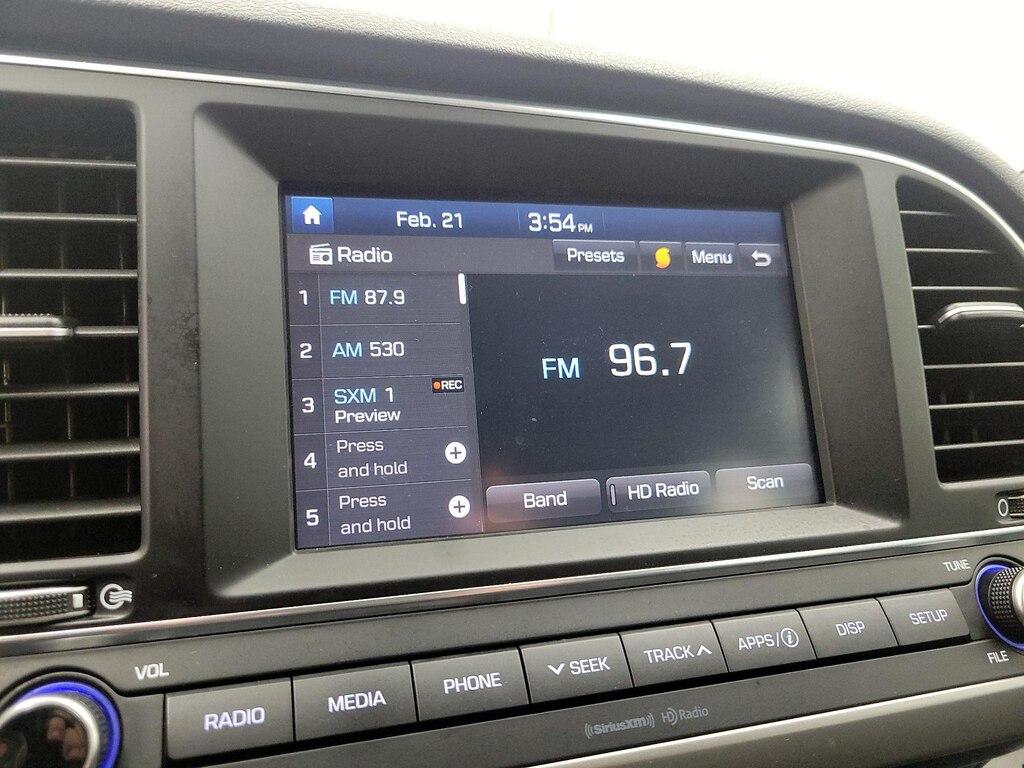 Feb. 21 3:54 PM
Radio Presets Menu
1 FM 87.9
2 AM 530
3 SXM 1 REC
Preview
4 Press
and hold
5 Press
and hold
FM 96.7
Band HD Radio Scan
VOL
RADIO MEDIA PHONE SEEK TRACK APPS/i DISP SETUP
TUNE
FILE
((SiriusXM)) HD Radio